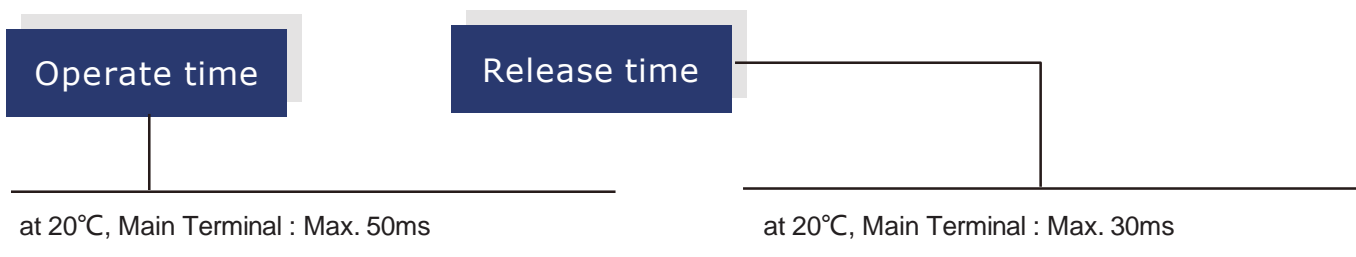 Operate time
Release time
at 20℃, Main Terminal : Max. 50ms
at 20℃, Main Terminal : Max. 30ms